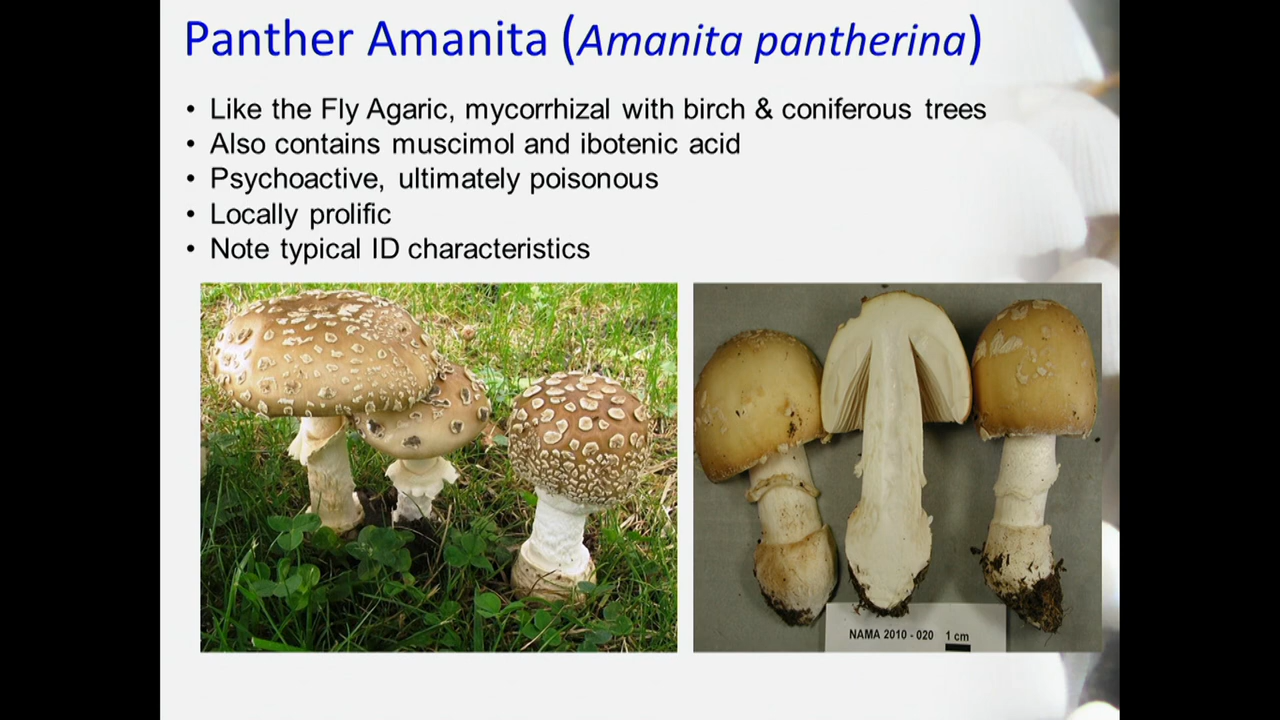 Panther Amanita (Amanita pantherina)
• Like the Fly Agaric, mycorrhizal with birch & coniferous trees
• Also contains muscimol and ibotenic acid
• Psychoactive, ultimately poisonous
• Locally prolific
• Note typical ID characteristics
NAMA 2010 - 020 1 cm